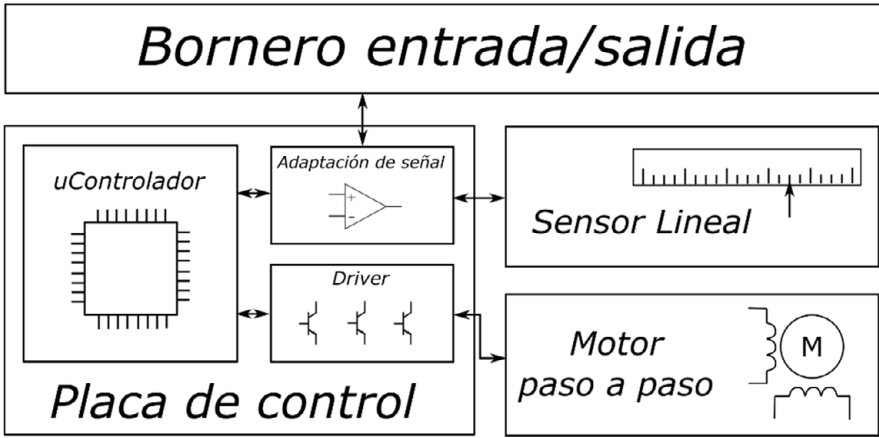 Bornero entrada/salida
uControlador
Adaptación de señal
+
-
Driver
Placa de control
Sensor Lineal
Motor
paso a paso
M